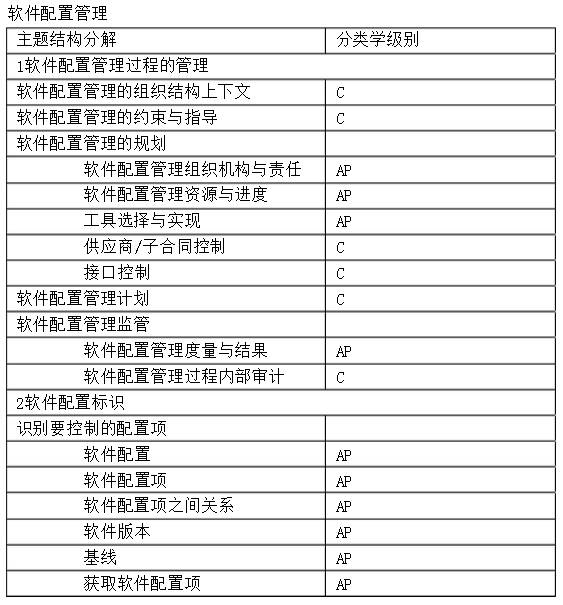 软件配置管理
主题结构分解 分类学级别
1软件配置管理过程的管理
软件配置管理的组织结构上下文 C
软件配置管理的约束与指导 C
软件配置管理的规划
软件配置管理组织机构与责任 AP
软件配置管理资源与进度 AP
工具选择与实现 AP
供应商/子合同控制 C
接口控制 C
软件配置管理计划 C
软件配置管理监管
软件配置管理度量与结果 AP
软件配置管理过程内部审计 C
2软件配置标识
识别要控制的配置项
软件配置 AP
软件配置项 AP
软件配置项之间关系 AP
软件版本 AP
基线 AP
获取软件配置项 AP